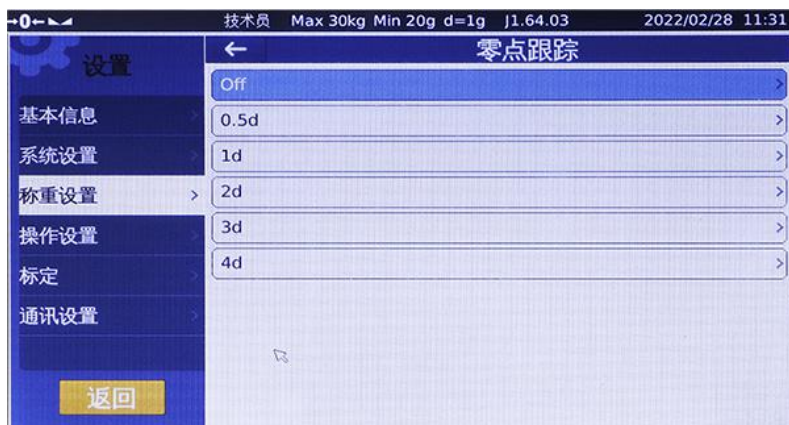 →0← 技术员 Max 30kg Min 20g d=1g J1.64.03 2022/02/28 11:31
设置
← 零点跟踪
基本信息
系统设置
称重设置 >
操作设置
标定
通讯设置
返回
Off >
0.5d >
1d >
2d >
3d >
4d >